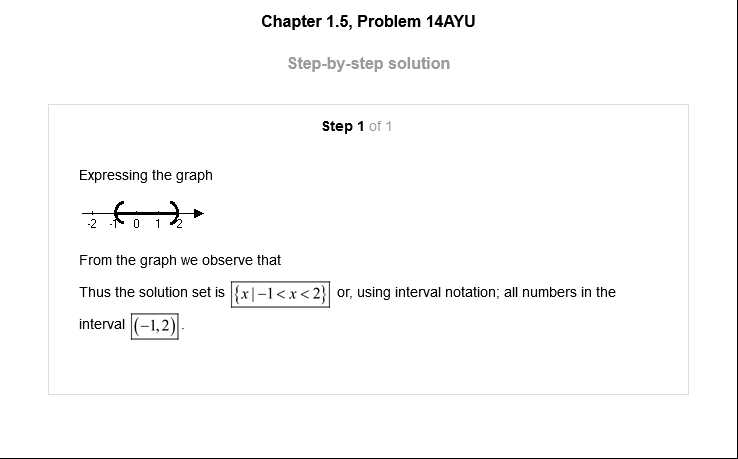 Chapter 1.5, Problem 14AYU
Step-by-step solution
Step 1 of 1
Expressing the graph
-2 -1 0 1 2
From the graph we observe that
Thus the solution set is {x|−1<x<2} or, using interval notation; all numbers in the
interval (−1,2).